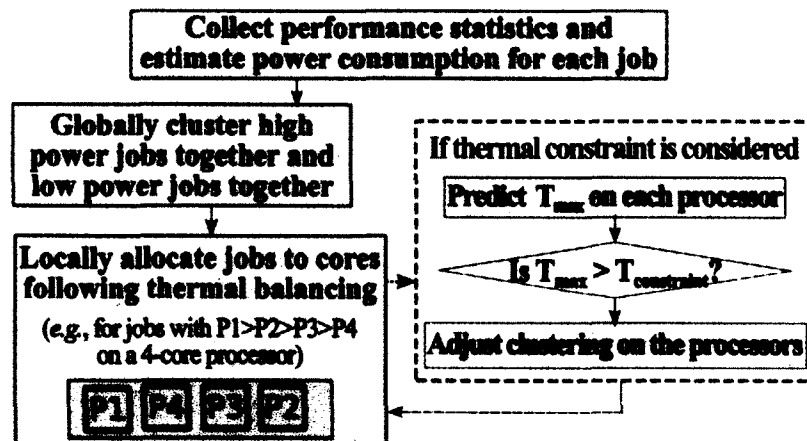 Collect performance statistics and
estimate power consumption for each job
Globally cluster high
power jobs together and
low power jobs together
Locally allocate jobs to cores
following thermal balancing
(e.g., for jobs with P1>P2>P3>P4
on a 4-core processor)
P1 P4 P3 P2
If thermal constraint is considered
Predict Tmax on each processor
Is Tmax > Tconstraint?
Adjust clustering on the processors